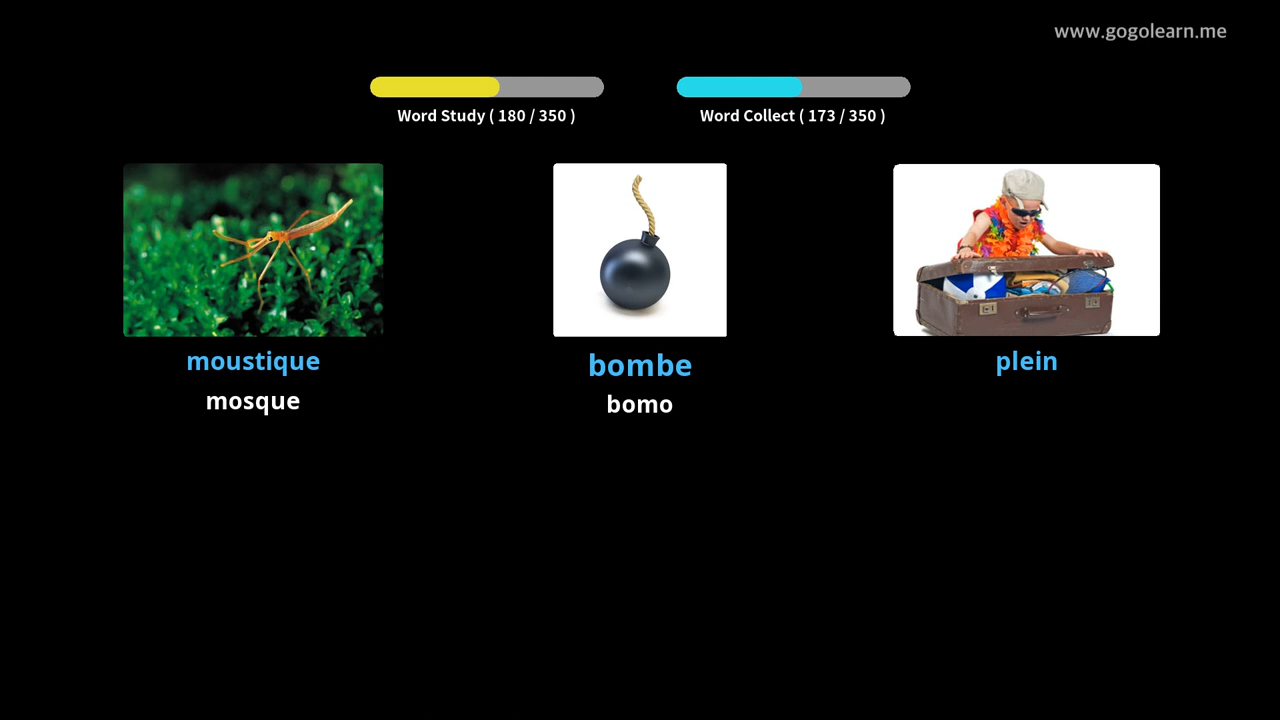 www.gogolearn.me
Word Study ( 180 / 350 )
Word Collect ( 173 / 350 )
moustique
mosque
bombe
bomo
plein